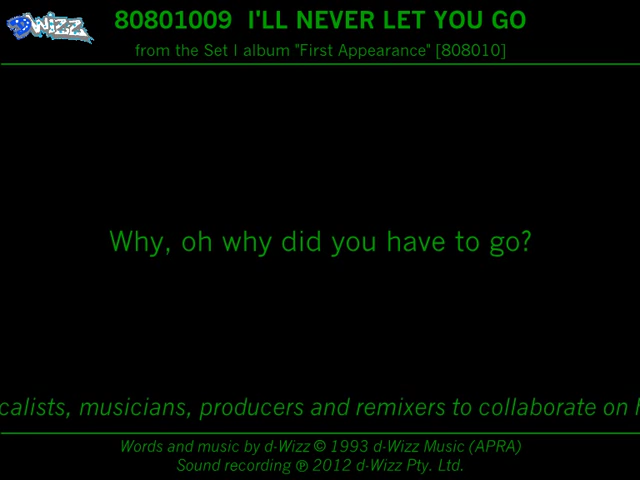 d-Wizz
80801009 I'LL NEVER LET YOU GO
from the Set I album "First Appearance" [808010]
Why, oh why did you have to go?
calists, musicians, producers and remixers to collaborate on
Words and music by d-Wizz © 1993 d-Wizz Music (APRA)
Sound recording ℗ 2012 d-Wizz Pty. Ltd.